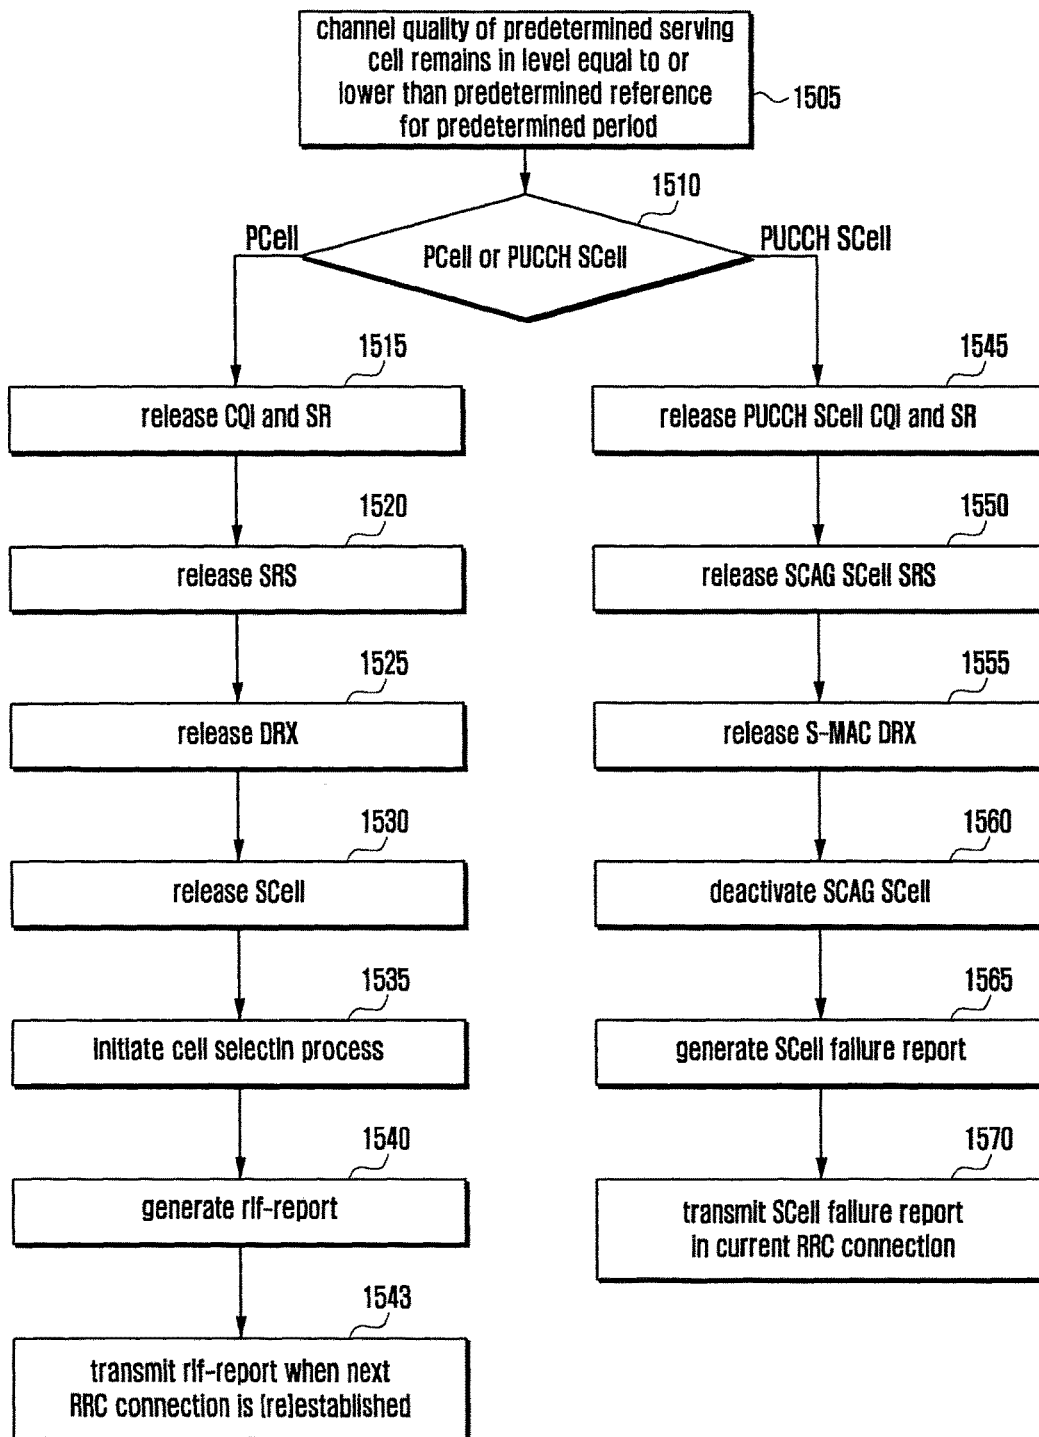 channel quality of predetermined serving
cell remains in level equal to or
lower than predetermined reference
for predetermined period
1505
1510
PCell
PCell or PUCCH SCell
PUCCH SCell
1515
release CQI and SR
1520
release SRS
1525
release DRX
1530
release SCell
1535
initiate cell selectin process
1540
generate rlf-report
1543
transmit rlf-report when next
RRC connection is (re)established
1545
release PUCCH SCell CQI and SR
1550
release SCAG SCell SRS
1555
release S-MAC DRX
1560
deactivate SCAG SCell
1565
generate SCell failure report
1570
transmit SCell failure report
in current RRC connection